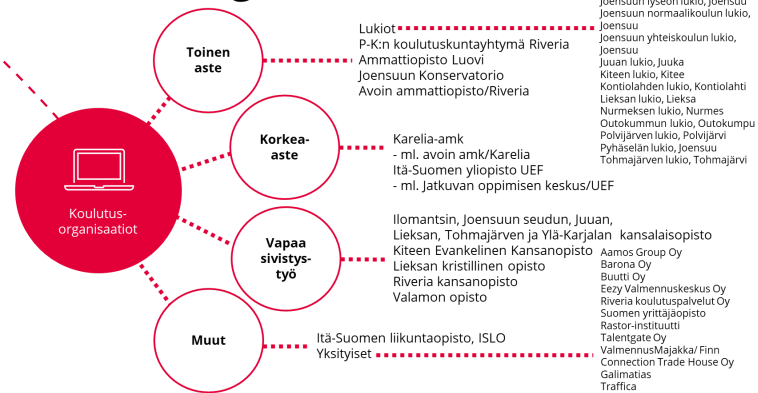 Koulutus-
organisaatiot
Toinen
aste
Lukiot
P-K:n koulutuskuntayhtymä Riveria
Ammattiopisto Luovi
Joensuun Konservatorio
Avoin ammattiopisto/Riveria
Joensuun lyseon lukio, Joensuu
Joensuun normaalikoulun lukio,
Joensuu
Joensuun yhteiskoulun lukio,
Joensuu
Juuan lukio, Juuka
Kiteen lukio, Kitee
Kontiolahden lukio, Kontiolahti
Lieksan lukio, Lieksa
Nurmeksen lukio, Nurmes
Outokummun lukio, Outokumpu
Polvijärven lukio, Polvijärvi
Pyhäselän lukio, Joensuu
Tohmajärven lukio, Tohmajärvi
Korkea-
aste
Karelia-amk
- ml. avoin amk/Karelia
Itä-Suomen yliopisto UEF
- ml. Jatkuvan oppimisen keskus/UEF
Vapaa
sivistys-
työ
Ilomantsin, Joensuun seudun, Juuan,
Lieksan, Tohmajärven ja Ylä-Karjalan kansalaisopisto
Kiteen Evankelinen Kansanopisto
Lieksan kristillinen opisto
Riveria kansanopisto
Valamon opisto
Muut
Itä-Suomen liikuntaopisto, ISLO
Yksityiset
Aamos Group Oy
Barona Oy
Buutti Oy
Eezy Valmennuskeskus Oy
Riveria koulutuspalvelut Oy
Suomen yrittäjäopisto
Rastor-instituutti
Talentgate Oy
ValmennusMajakka/ Finn
Connection Trade House Oy
Galimatias
Traffica